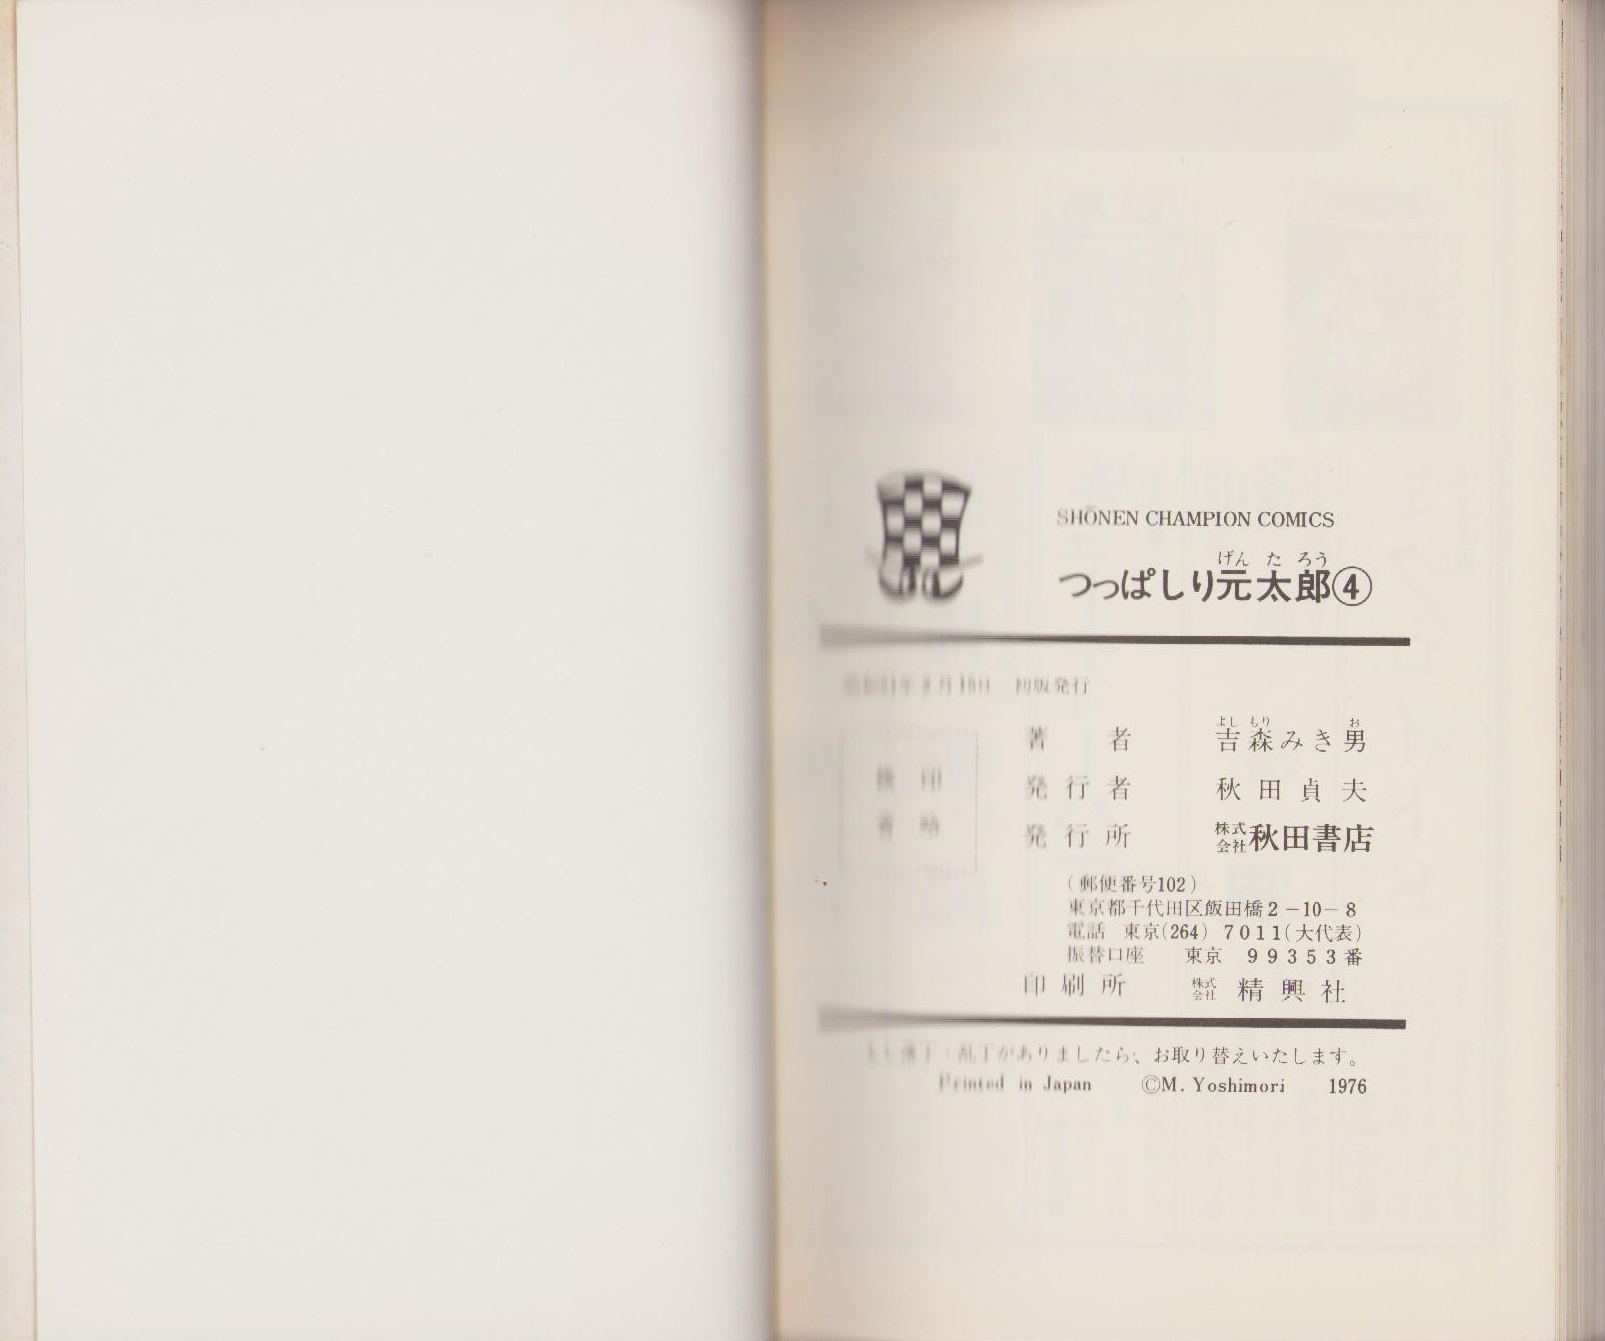 SHŌNEN CHAMPION COMICS
げんたろう
つっぱしり元太郎④
初版発行
よしもり お
著者 吉森みき男
発行者 秋田貞夫
発行所 株式会社秋田書店
検印
省略
(郵便番号102)
東京都千代田区飯田橋2-10-8
電話 東京(264) 7011(大代表)
振替口座 東京 99353番
印刷所 株式会社 精興社
もし落丁・乱丁がありましたら、お取り替えいたします。
Printed in Japan ©M. Yoshimori 1976